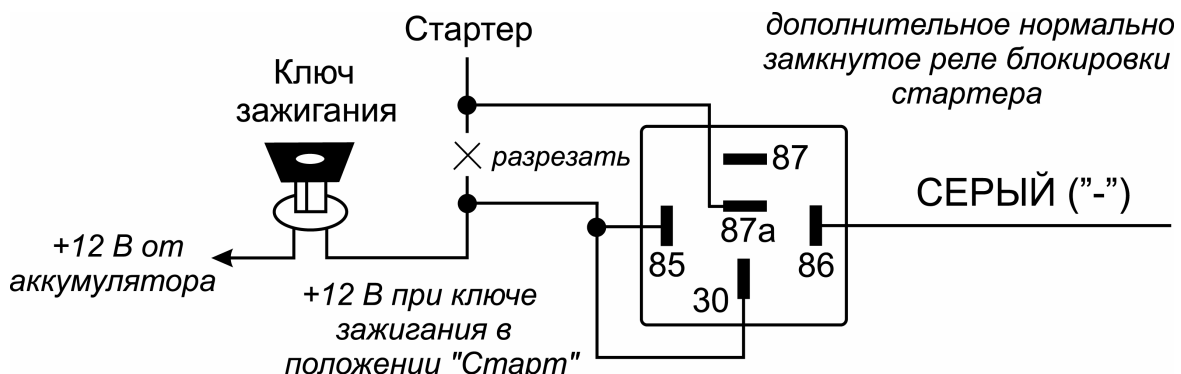 Стартер
дополнительное нормально
замкнутое реле блокировки
стартера
Ключ
зажигания
разрезать
87
СЕРЫЙ ("-")
87а
85
86
30
+12 В от
аккумулятора
+12 В при ключе
зажигания в
положении "Старт"